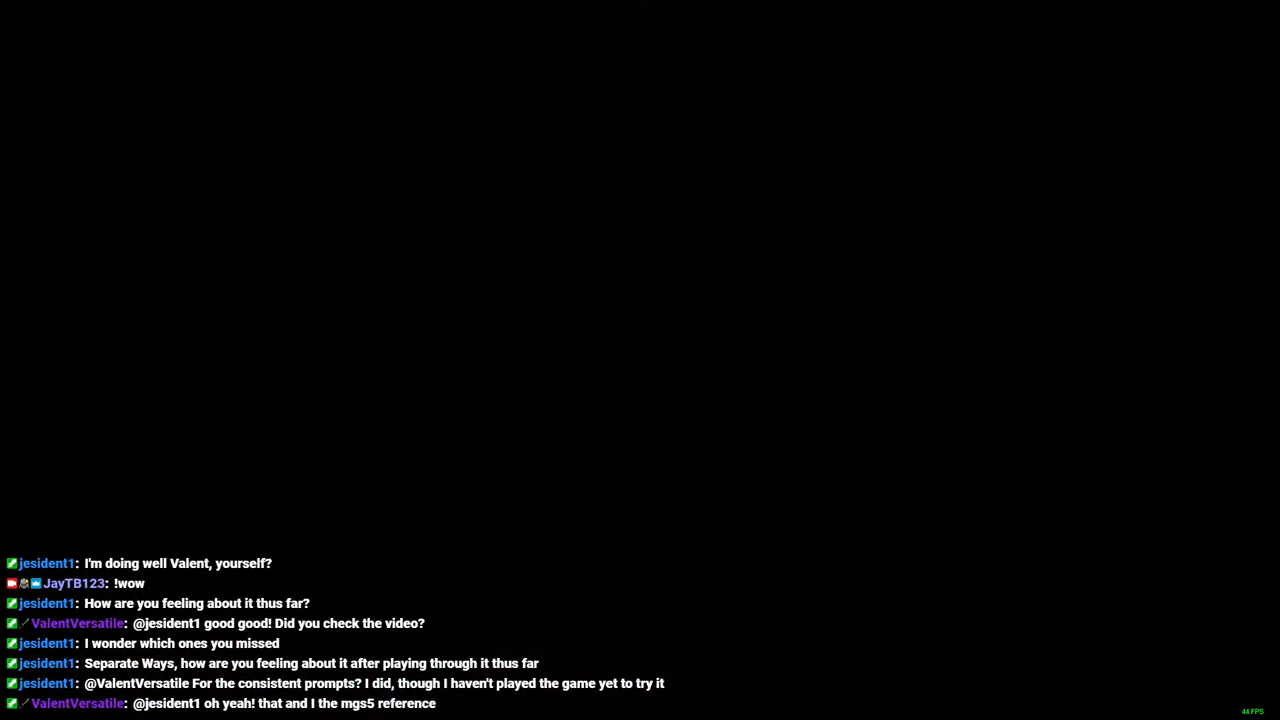 jesident1: I'm doing well Valent, yourself?
JayTB123: !wow
jesident1: How are you feeling about it thus far?
ValentVersatile: @jesident1 good good! Did you check the video?
jesident1: I wonder which ones you missed
jesident1: Separate Ways, how are you feeling about it after playing through it thus far
jesident1: @ValentVersatile For the consistent prompts? I did, though I haven't played the game yet to try it
ValentVersatile: @jesident1 oh yeah! that and I the mgs5 reference
44 FPS